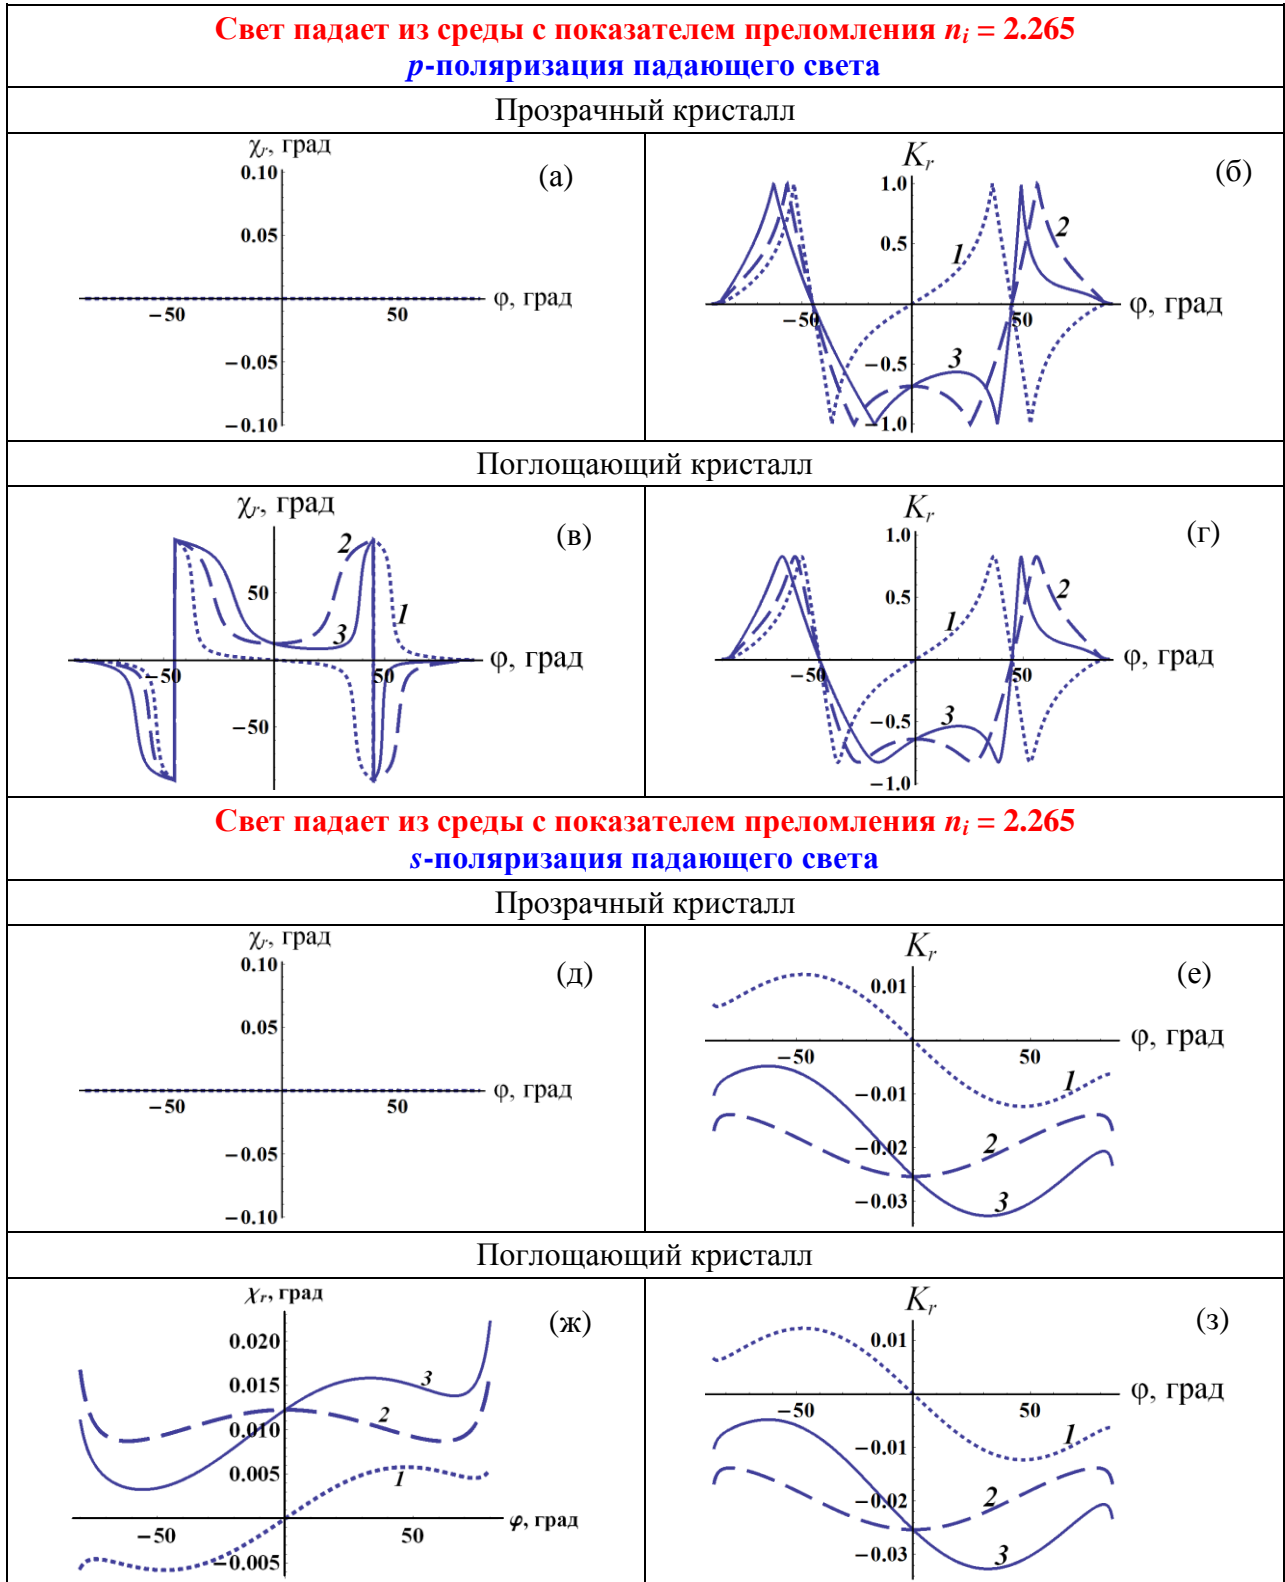 Свет падает из среды с показателем преломления nᵢ = 2.265
p-поляризация падающего света
Прозрачный кристалл
χᵣ, град
(а)
0.10
0.05
−50
50
φ, град
−0.05
−0.10
Kᵣ
(б)
1.0
0.5
1
2
−50
50
φ, град
−0.5
3
−1.0
Поглощающий кристалл
χᵣ, град
(в)
2
50
1
3
−50
50
φ, град
−50
Kᵣ
(г)
1.0
0.5
1
2
−50
50
φ, град
−0.5
3
−1.0
Свет падает из среды с показателем преломления nᵢ = 2.265
s-поляризация падающего света
Прозрачный кристалл
χᵣ, град
(д)
0.10
0.05
−50
50
φ, град
−0.05
−0.10
Kᵣ
(е)
0.01
−50
50
φ, град
1
−0.01
−0.02
2
−0.03
3
Поглощающий кристалл
χᵣ, град
(ж)
0.020
0.015
3
2
0.010
0.005
1
−50
50
φ, град
−0.005
Kᵣ
(з)
0.01
−50
50
φ, град
1
−0.01
−0.02
2
−0.03
3